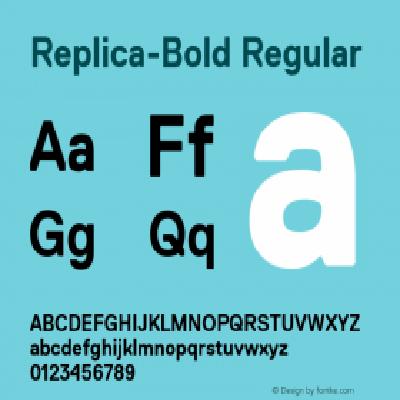 Replica-Bold Regular
Aa Ff a
Gg Qq
ABCDEFGHIJKLMNOPQRSTUVWXYZ
abcdefghijklmnopqrstuvwxyz
0123456789
© Design by fontke.com